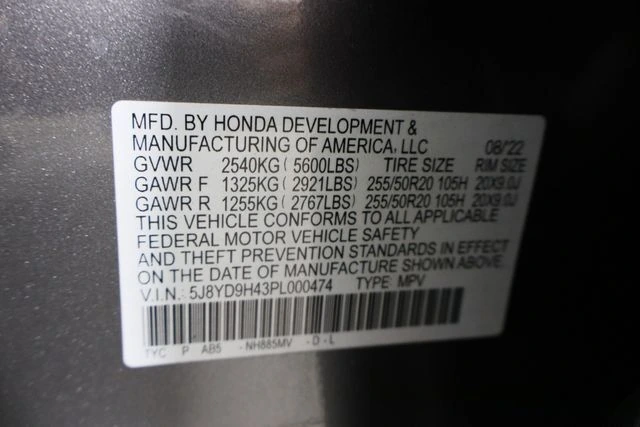 MFD. BY HONDA DEVELOPMENT &
MANUFACTURING OF AMERICA, LLC 08/'22
GVWR 2540KG (5600LBS) TIRE SIZE RIM SIZE
GAWR F 1325KG (2921LBS) 255/50R20 105H 20X9.0J
GAWR R 1255KG (2767LBS) 255/50R20 105H 20X9.0J
THIS VEHICLE CONFORMS TO ALL APPLICABLE
FEDERAL MOTOR VEHICLE SAFETY
AND THEFT PREVENTION STANDARDS IN EFFECT
ON THE DATE OF MANUFACTURE SHOWN ABOVE.
V.I.N.: 5J8YD9H43PL000474 TYPE: MPV
TYC P AB5 -NH885MV -D-L